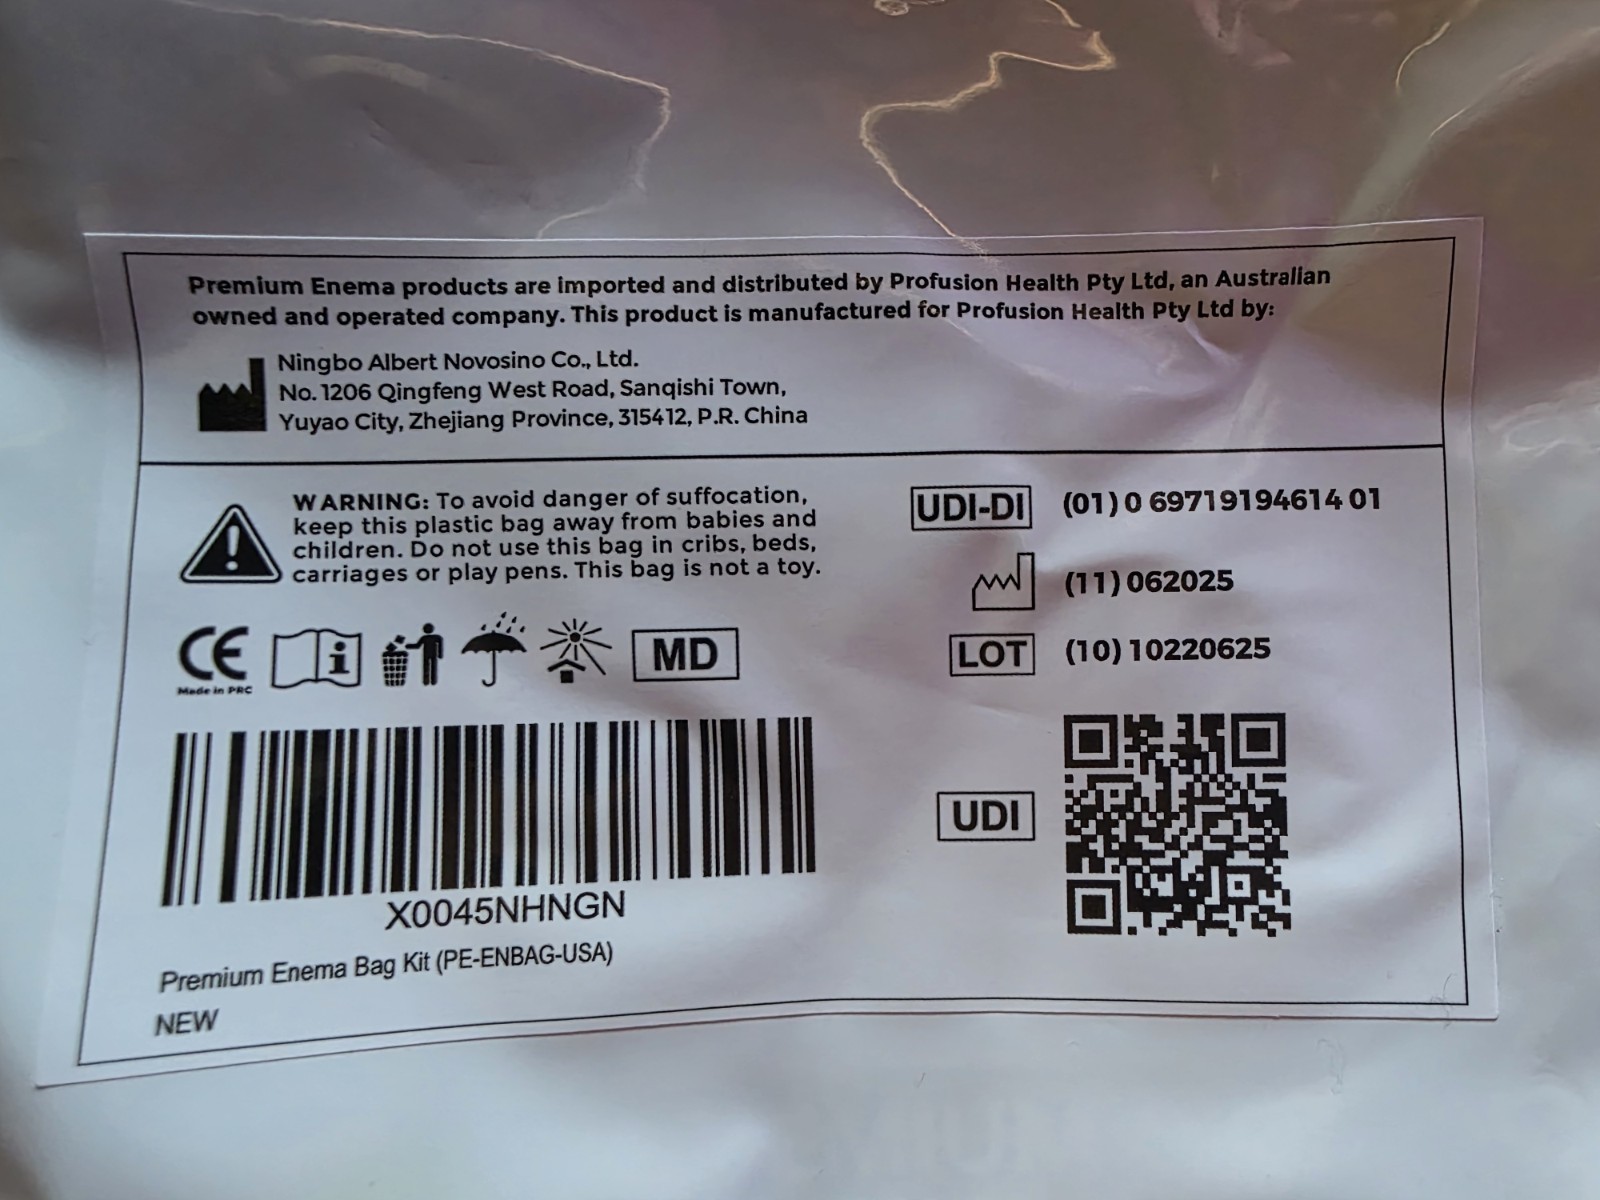 Premium Enema products are imported and distributed by Profusion Health Pty Ltd, an Australian
owned and operated company. This product is manufactured for Profusion Health Pty Ltd by:
Ningbo Albert Novosino Co., Ltd.
No. 1206 Qingfeng West Road, Sanqishi Town,
Yuyao City, Zhejiang Province, 315412, P.R. China
WARNING: To avoid danger of suffocation,
keep this plastic bag away from babies and
children. Do not use this bag in cribs, beds,
carriages or play pens. This bag is not a toy.
CE
Made in PRC
MD
UDI-DI (01) 0 69719194614 01
(11) 062025
LOT (10) 10220625
UDI
X0045NHNGN
Premium Enema Bag Kit (PE-ENBAG-USA)
NEW